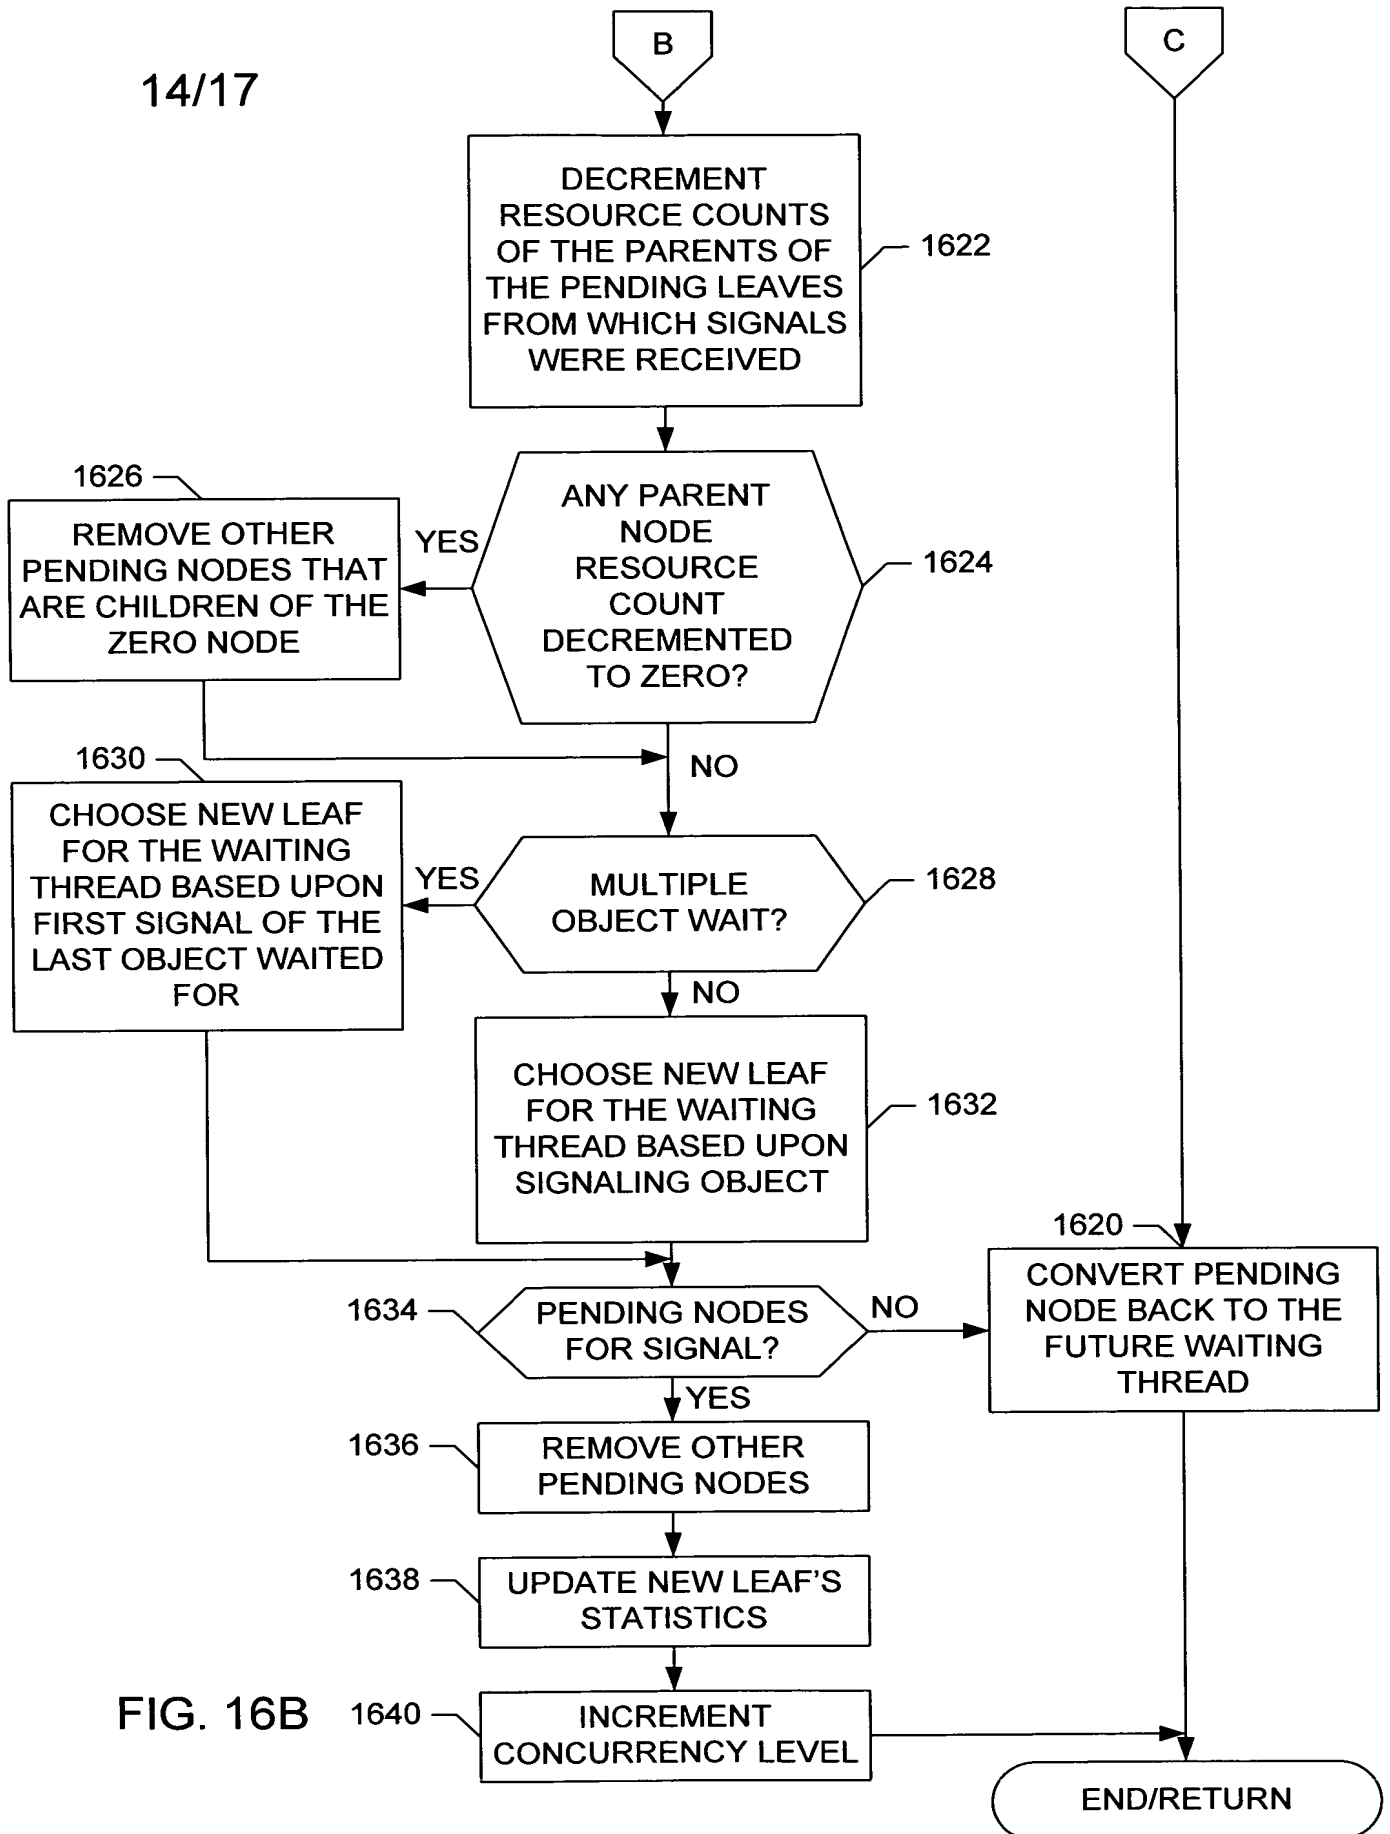 B
C
14/17
DECREMENT
RESOURCE COUNTS
OF THE PARENTS OF
THE PENDING LEAVES
FROM WHICH SIGNALS
WERE RECEIVED
1622
1626
REMOVE OTHER
PENDING NODES THAT
ARE CHILDREN OF THE
ZERO NODE
YES
ANY PARENT
NODE
RESOURCE
COUNT
DECREMENTED
TO ZERO?
1624
NO
1630
CHOOSE NEW LEAF
FOR THE WAITING
THREAD BASED UPON
FIRST SIGNAL OF THE
LAST OBJECT WAITED
FOR
YES
MULTIPLE
OBJECT WAIT?
1628
NO
CHOOSE NEW LEAF
FOR THE WAITING
THREAD BASED UPON
SIGNALING OBJECT
1632
1634
PENDING NODES
FOR SIGNAL?
NO
1620
CONVERT PENDING
NODE BACK TO THE
FUTURE WAITING
THREAD
YES
1636
REMOVE OTHER
PENDING NODES
1638
UPDATE NEW LEAF'S
STATISTICS
FIG. 16B
1640
INCREMENT
CONCURRENCY LEVEL
END/RETURN